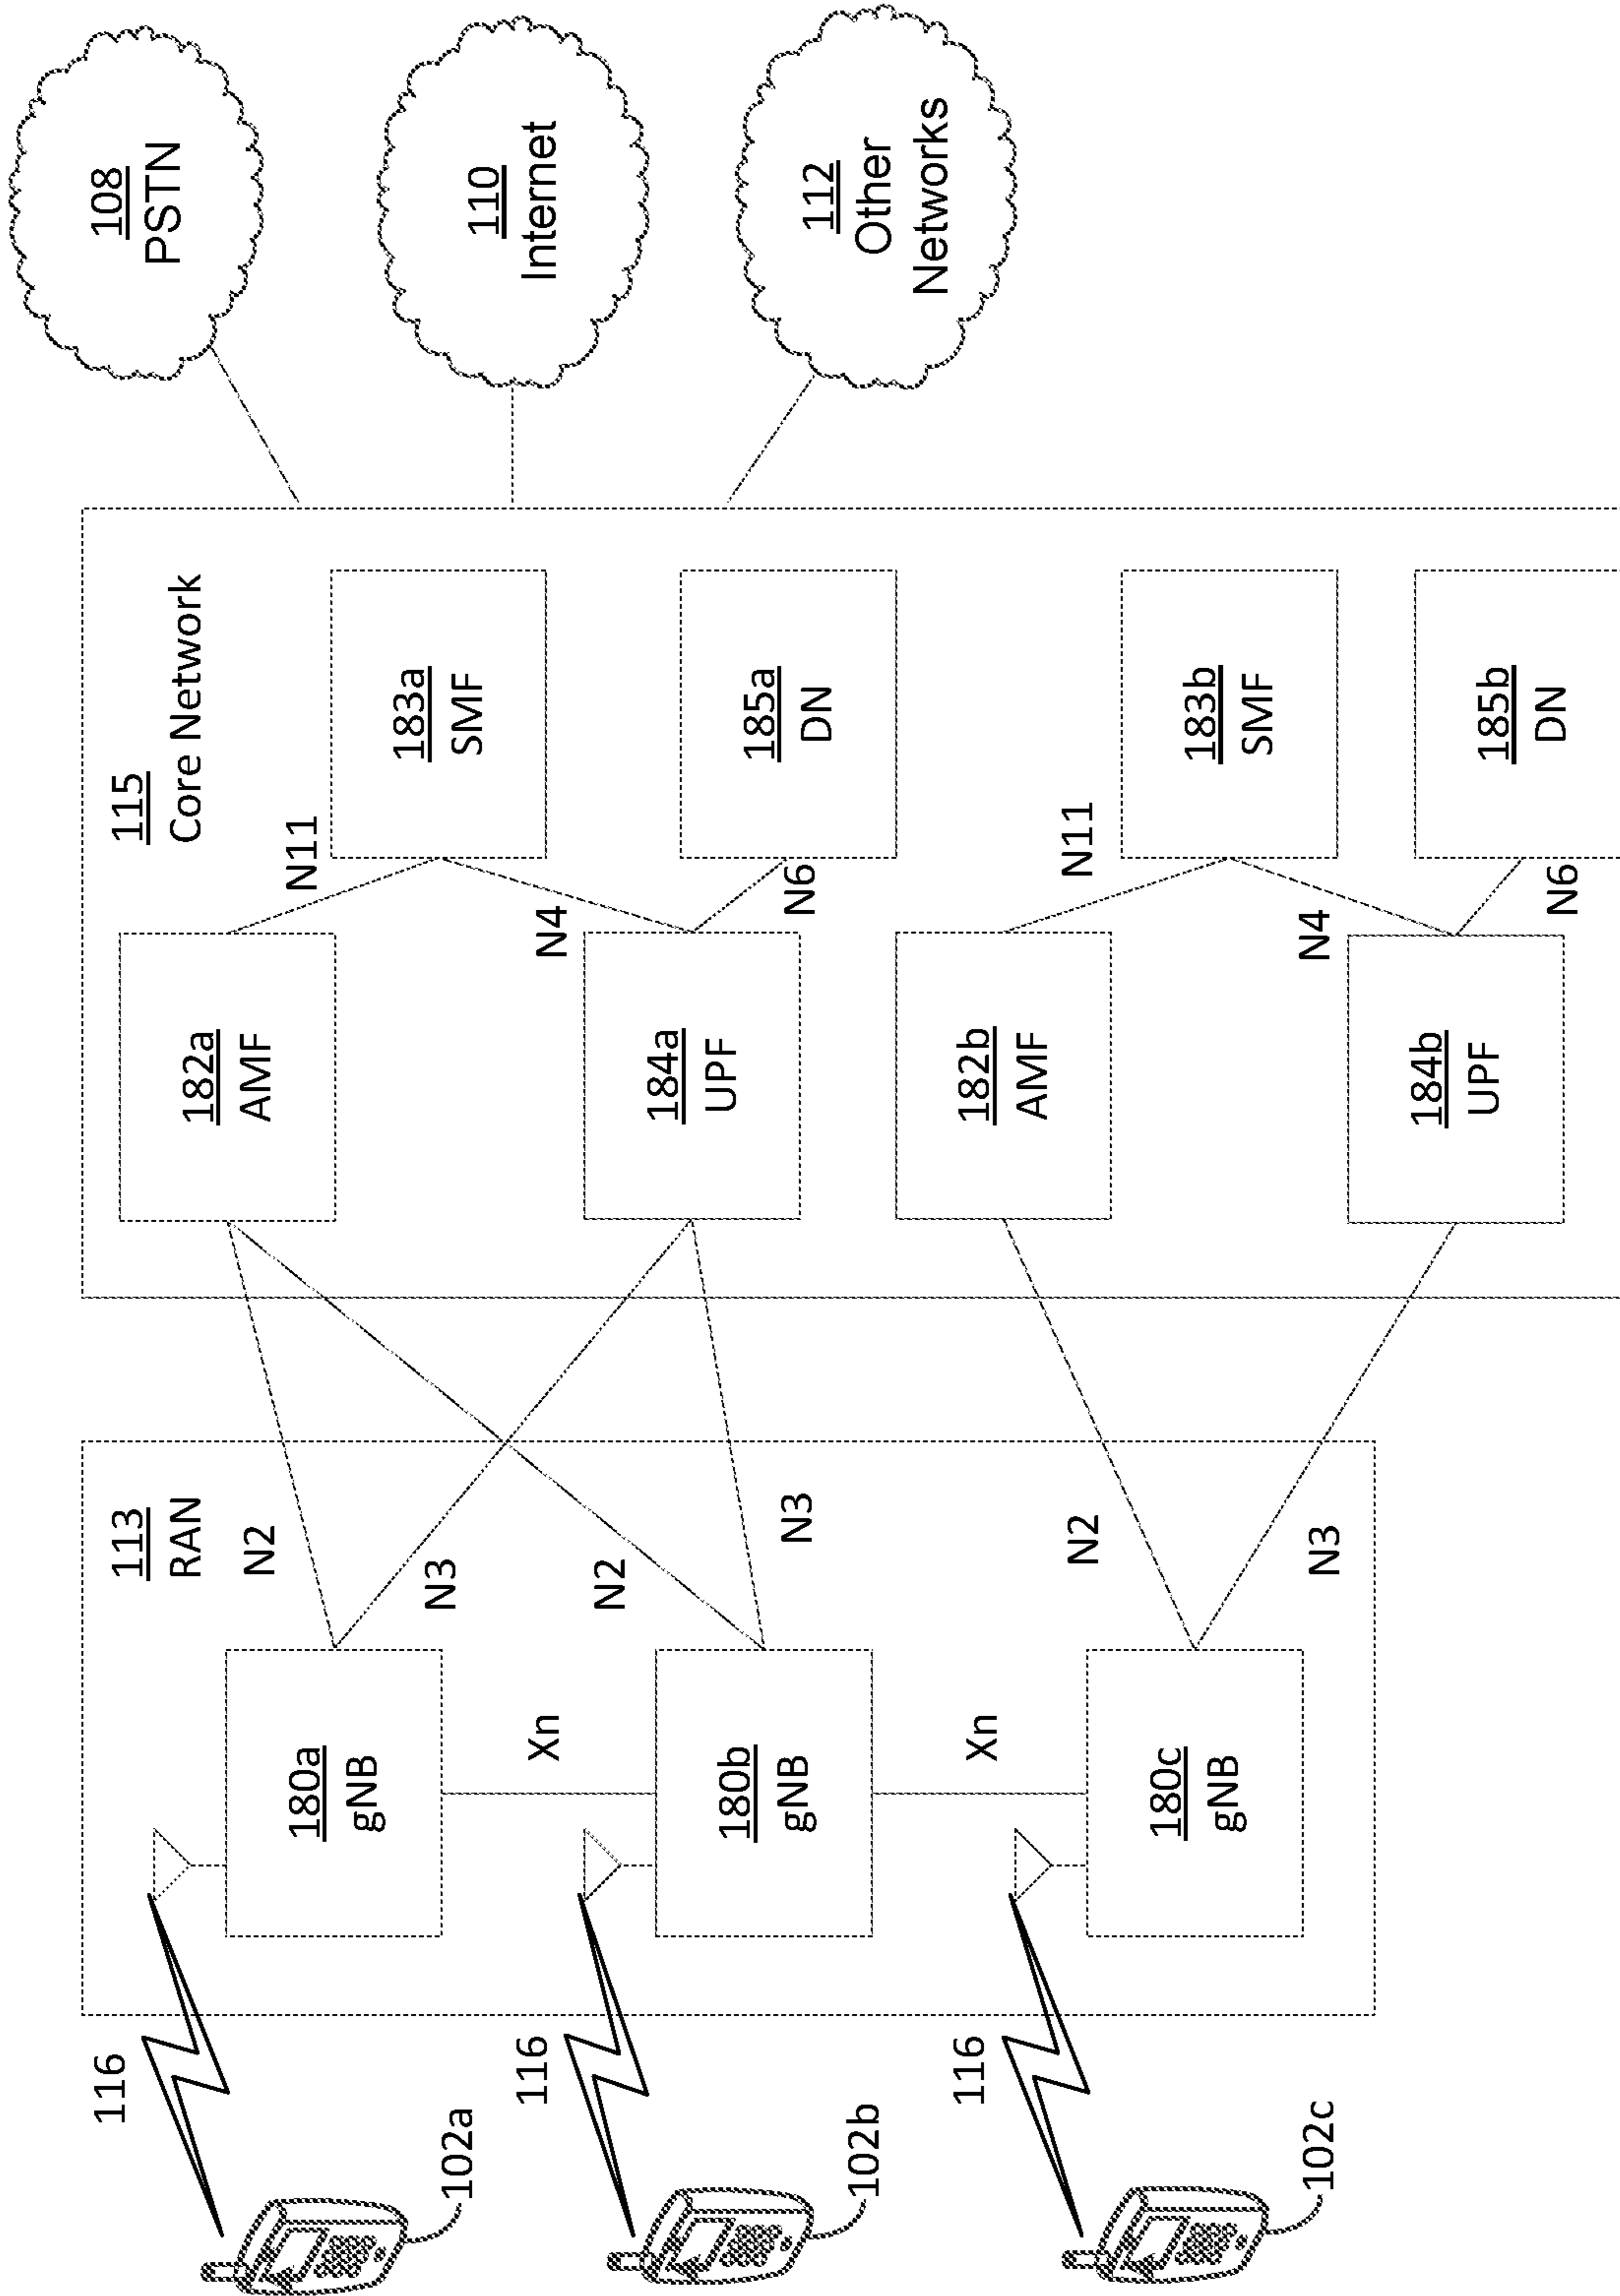 116
102a
116
102b
116
102c
113
RAN
180a
gNB
N2
N3
Xn
180b
gNB
N2
N3
Xn
180c
gNB
N2
N3
115
Core Network
182a
AMF
N11
183a
SMF
N4
184a
UPF
N6
185a
DN
182b
AMF
N11
183b
SMF
N4
184b
UPF
N6
185b
DN
108
PSTN
110
Internet
112
Other
Networks